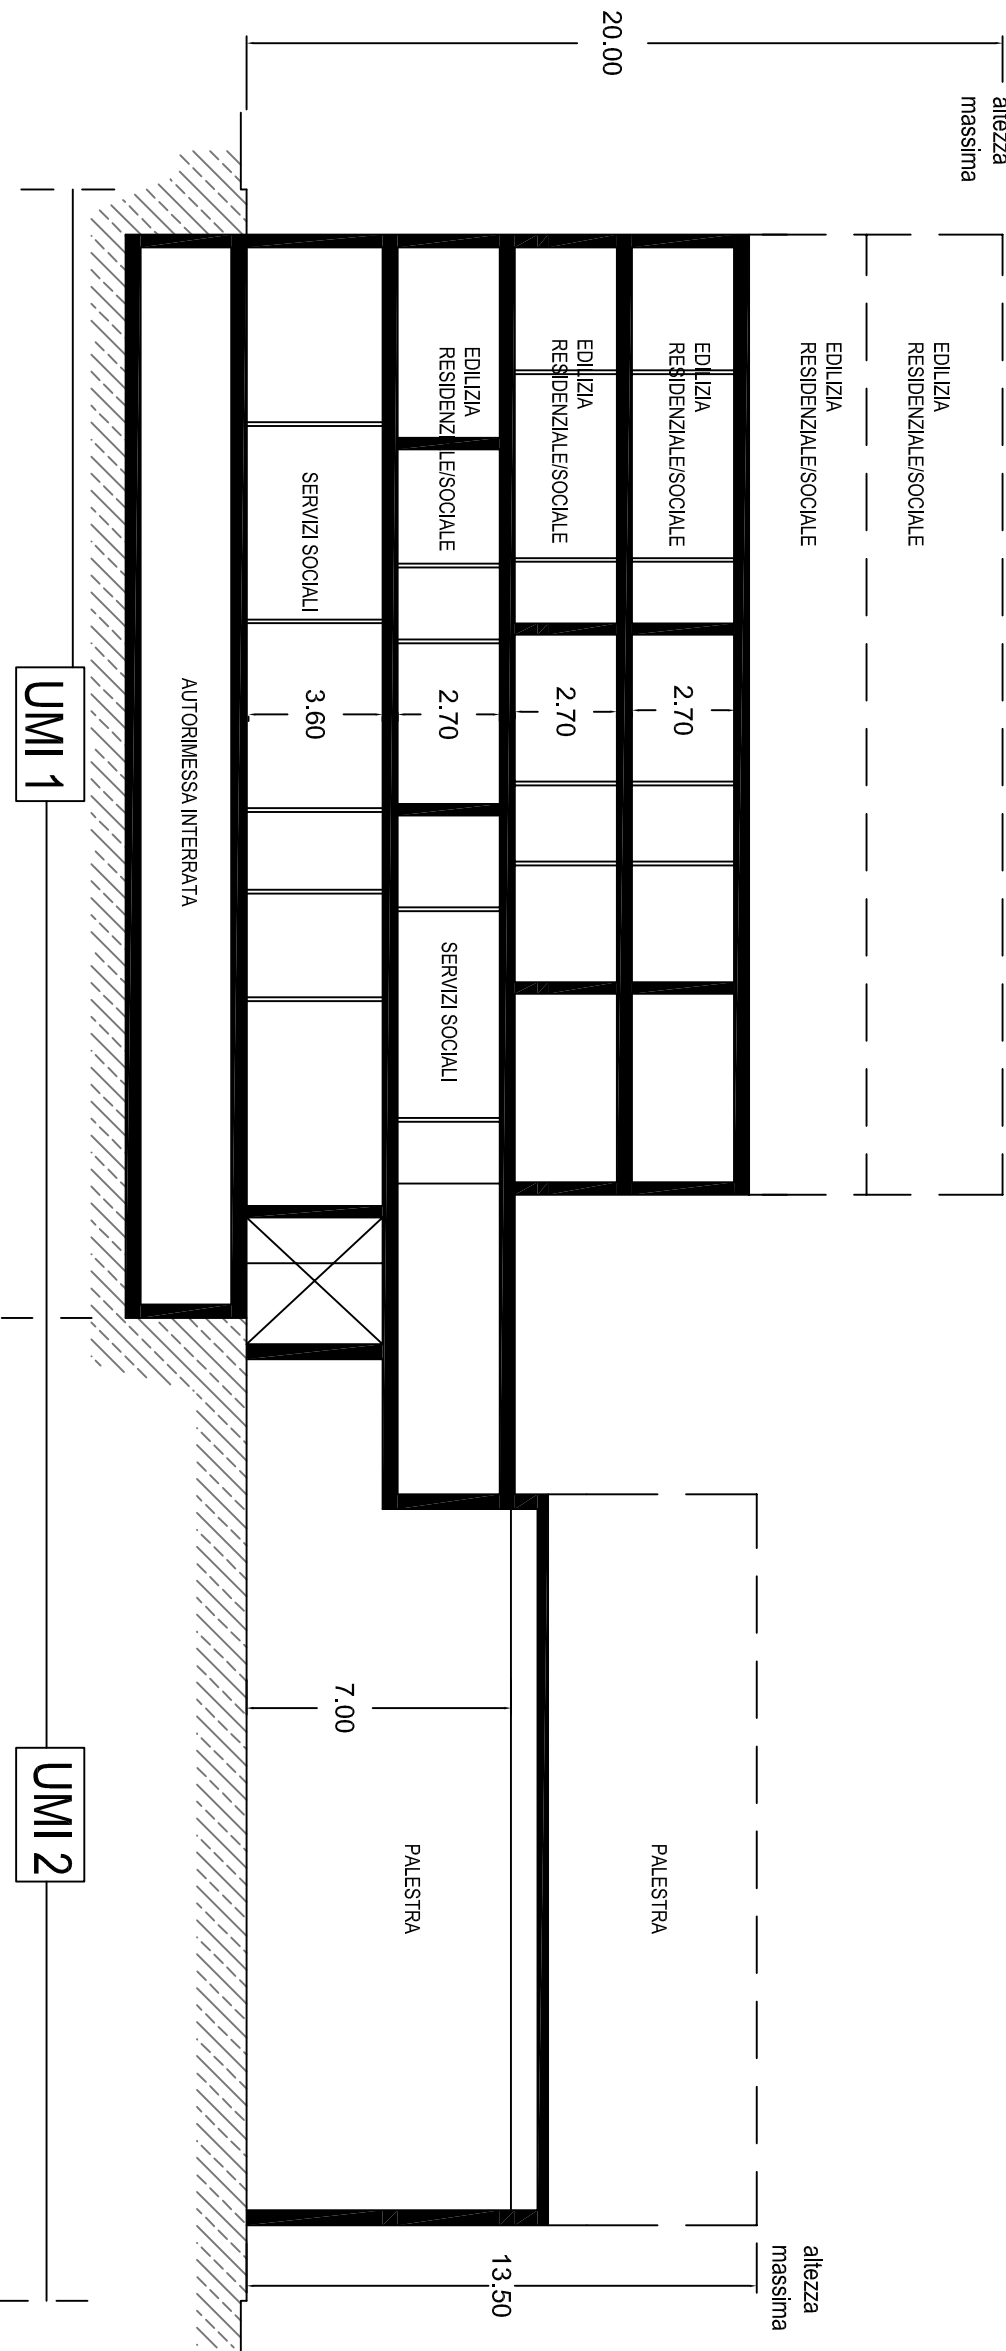 altezza
massima
20.00
EDILIZIA
RESIDENZIALE/SOCIALE
EDILIZIA
RESIDENZIALE/SOCIALE
EDILIZIA
RESIDENZIALE/SOCIALE
2.70
EDILIZIA
RESIDENZIALE/SOCIALE
2.70
EDILIZIA
RESIDENZIALE/SOCIALE
2.70
SERVIZI SOCIALI
SERVIZI SOCIALI
3.60
AUTORIMESSA INTERRATA
altezza
massima
13.50
PALESTRA
PALESTRA
7.00
UMI 1
UMI 2